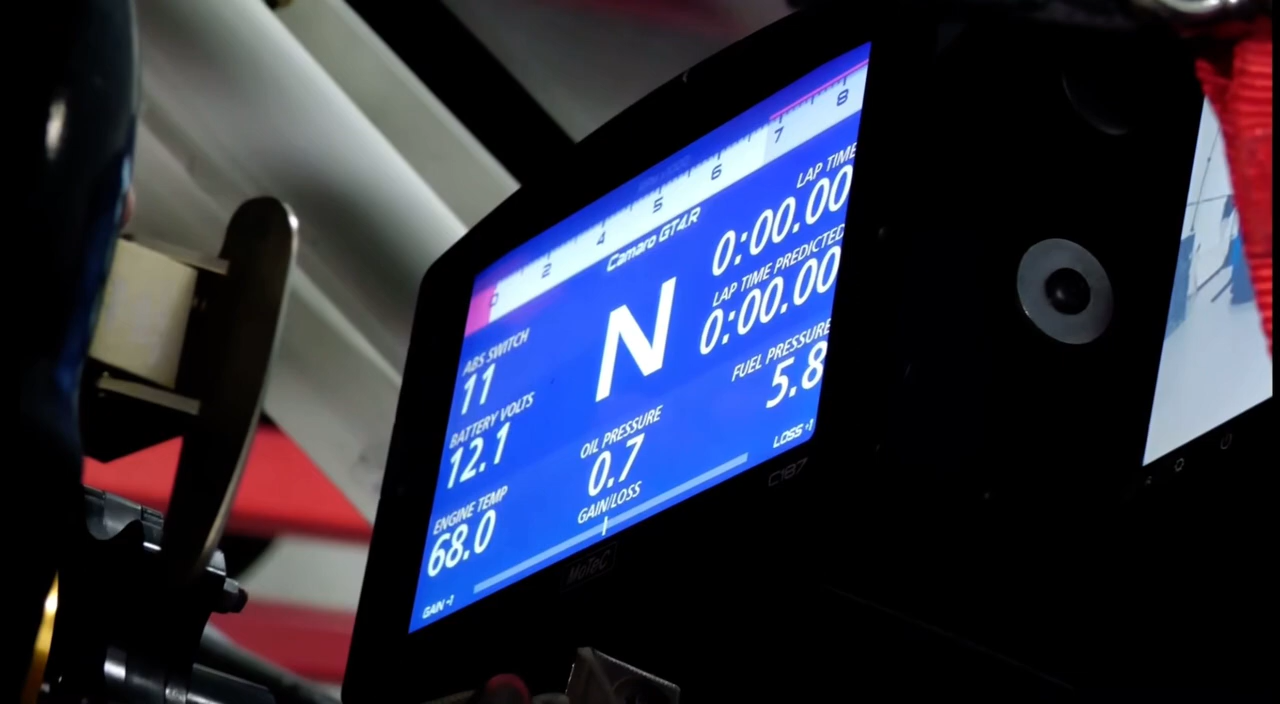 0 2 4 5 6 7 8
Camaro GT4.R
LAP TIME
0:00.00
LAP TIME PREDICTED
0:00.00
N
ABS SWITCH
11
BATTERY VOLTS
12.1
ENGINE TEMP
68.0
OIL PRESSURE
0.7
FUEL PRESSURE
5.8
GAIN/LOSS
GAIN -1
LOSS +1
MoTeC
C187